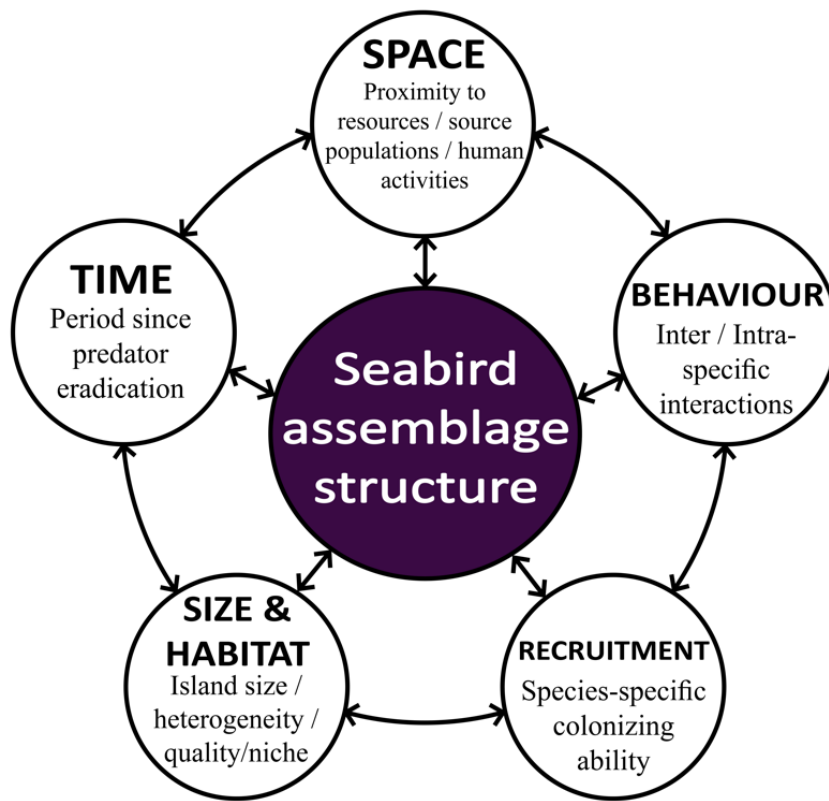 SPACE
Proximity to
resources / source
populations / human
activities
TIME
Period since
predator
eradication
BEHAVIOUR
Inter / Intra-
specific
interactions
Seabird
assemblage
structure
SIZE &
HABITAT
Island size /
heterogeneity /
quality/niche
RECRUITMENT
Species-specific
colonizing
ability